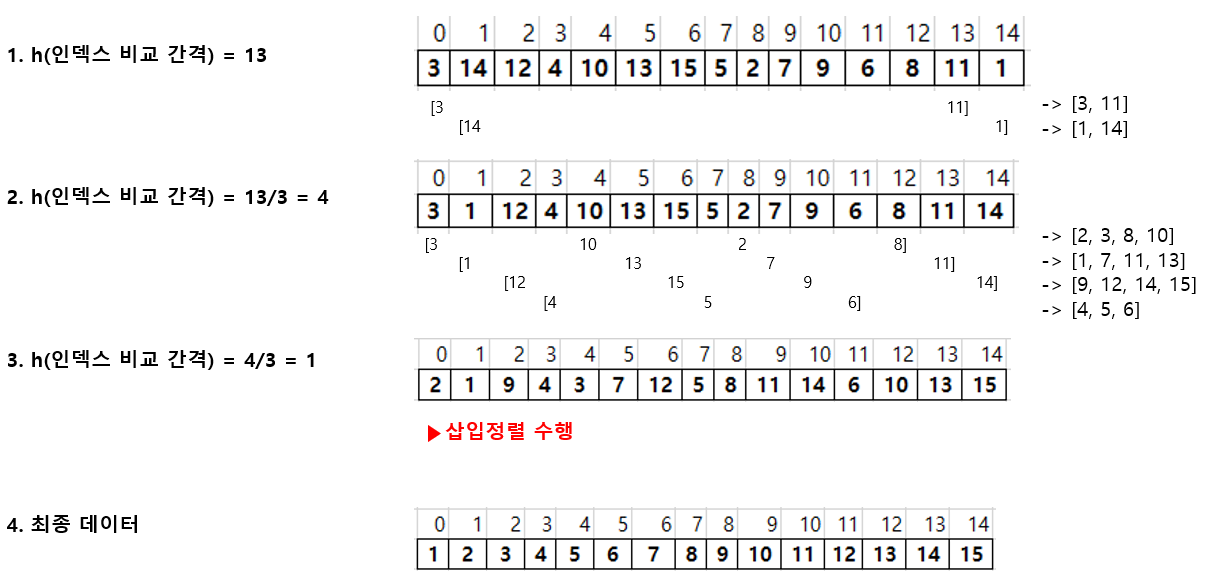 0 1 2 3 4 5 6 7 8 9 10 11 12 13 14
1. h(인덱스 비교 간격) = 13
3 14 12 4 10 13 15 5 2 7 9 6 8 11 1
[3 11] -> [3, 11]
[14 1] -> [1, 14]
0 1 2 3 4 5 6 7 8 9 10 11 12 13 14
2. h(인덱스 비교 간격) = 13/3 = 4
3 1 12 4 10 13 15 5 2 7 9 6 8 11 14
[3 10 2 8] -> [2, 3, 8, 10]
[1 13 7 11] -> [1, 7, 11, 13]
[12 15 9 14] -> [9, 12, 14, 15]
[4 5 6] -> [4, 5, 6]
0 1 2 3 4 5 6 7 8 9 10 11 12 13 14
3. h(인덱스 비교 간격) = 4/3 = 1
2 1 9 4 3 7 12 5 8 11 14 6 10 13 15
▶삽입정렬 수행
0 1 2 3 4 5 6 7 8 9 10 11 12 13 14
4. 최종 데이터
1 2 3 4 5 6 7 8 9 10 11 12 13 14 15